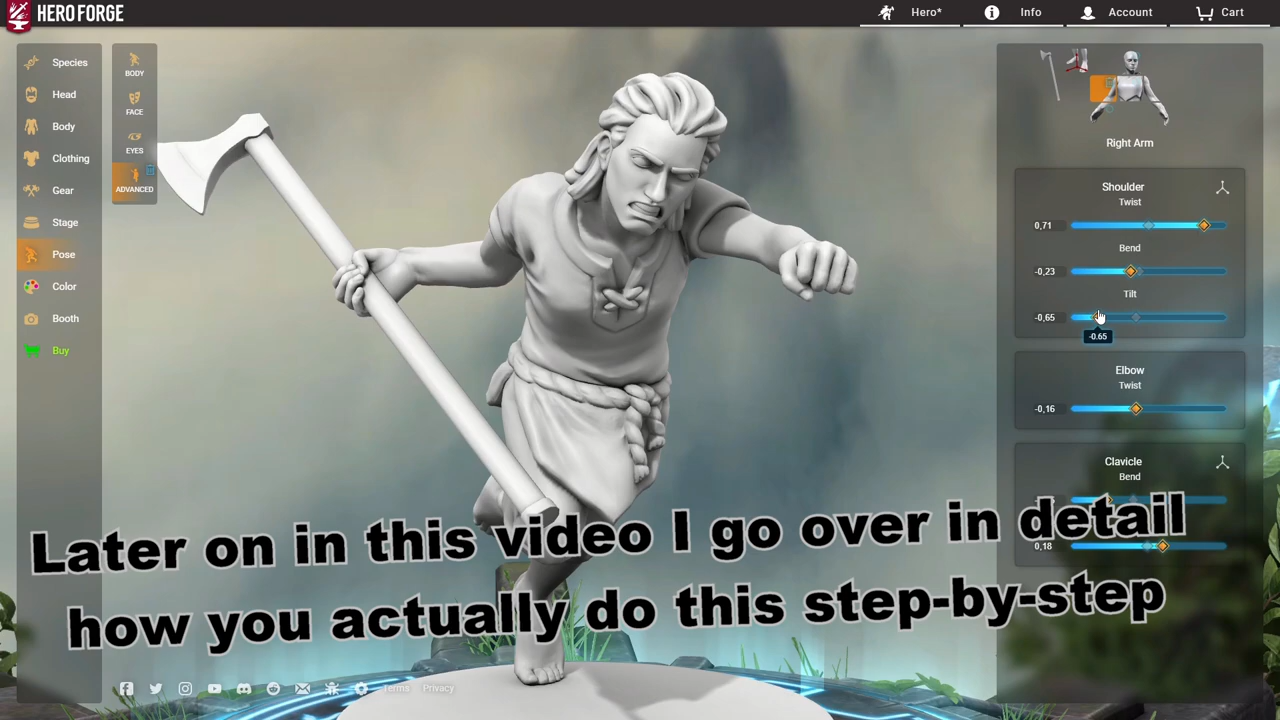 HERO FORGE
Hero*
Info
Account
Cart
Species
Head
Body
Clothing
Gear
Stage
Pose
Color
Booth
Buy
BODY
FACE
EYES
ADVANCED
Right Arm
Shoulder
Twist
0,71
Bend
-0,23
Tilt
-0,65
-0.65
Elbow
Twist
-0,16
Clavicle
Bend
0,18
Later on in this video I go over in detail
how you actually do this step-by-step
Terms
Privacy